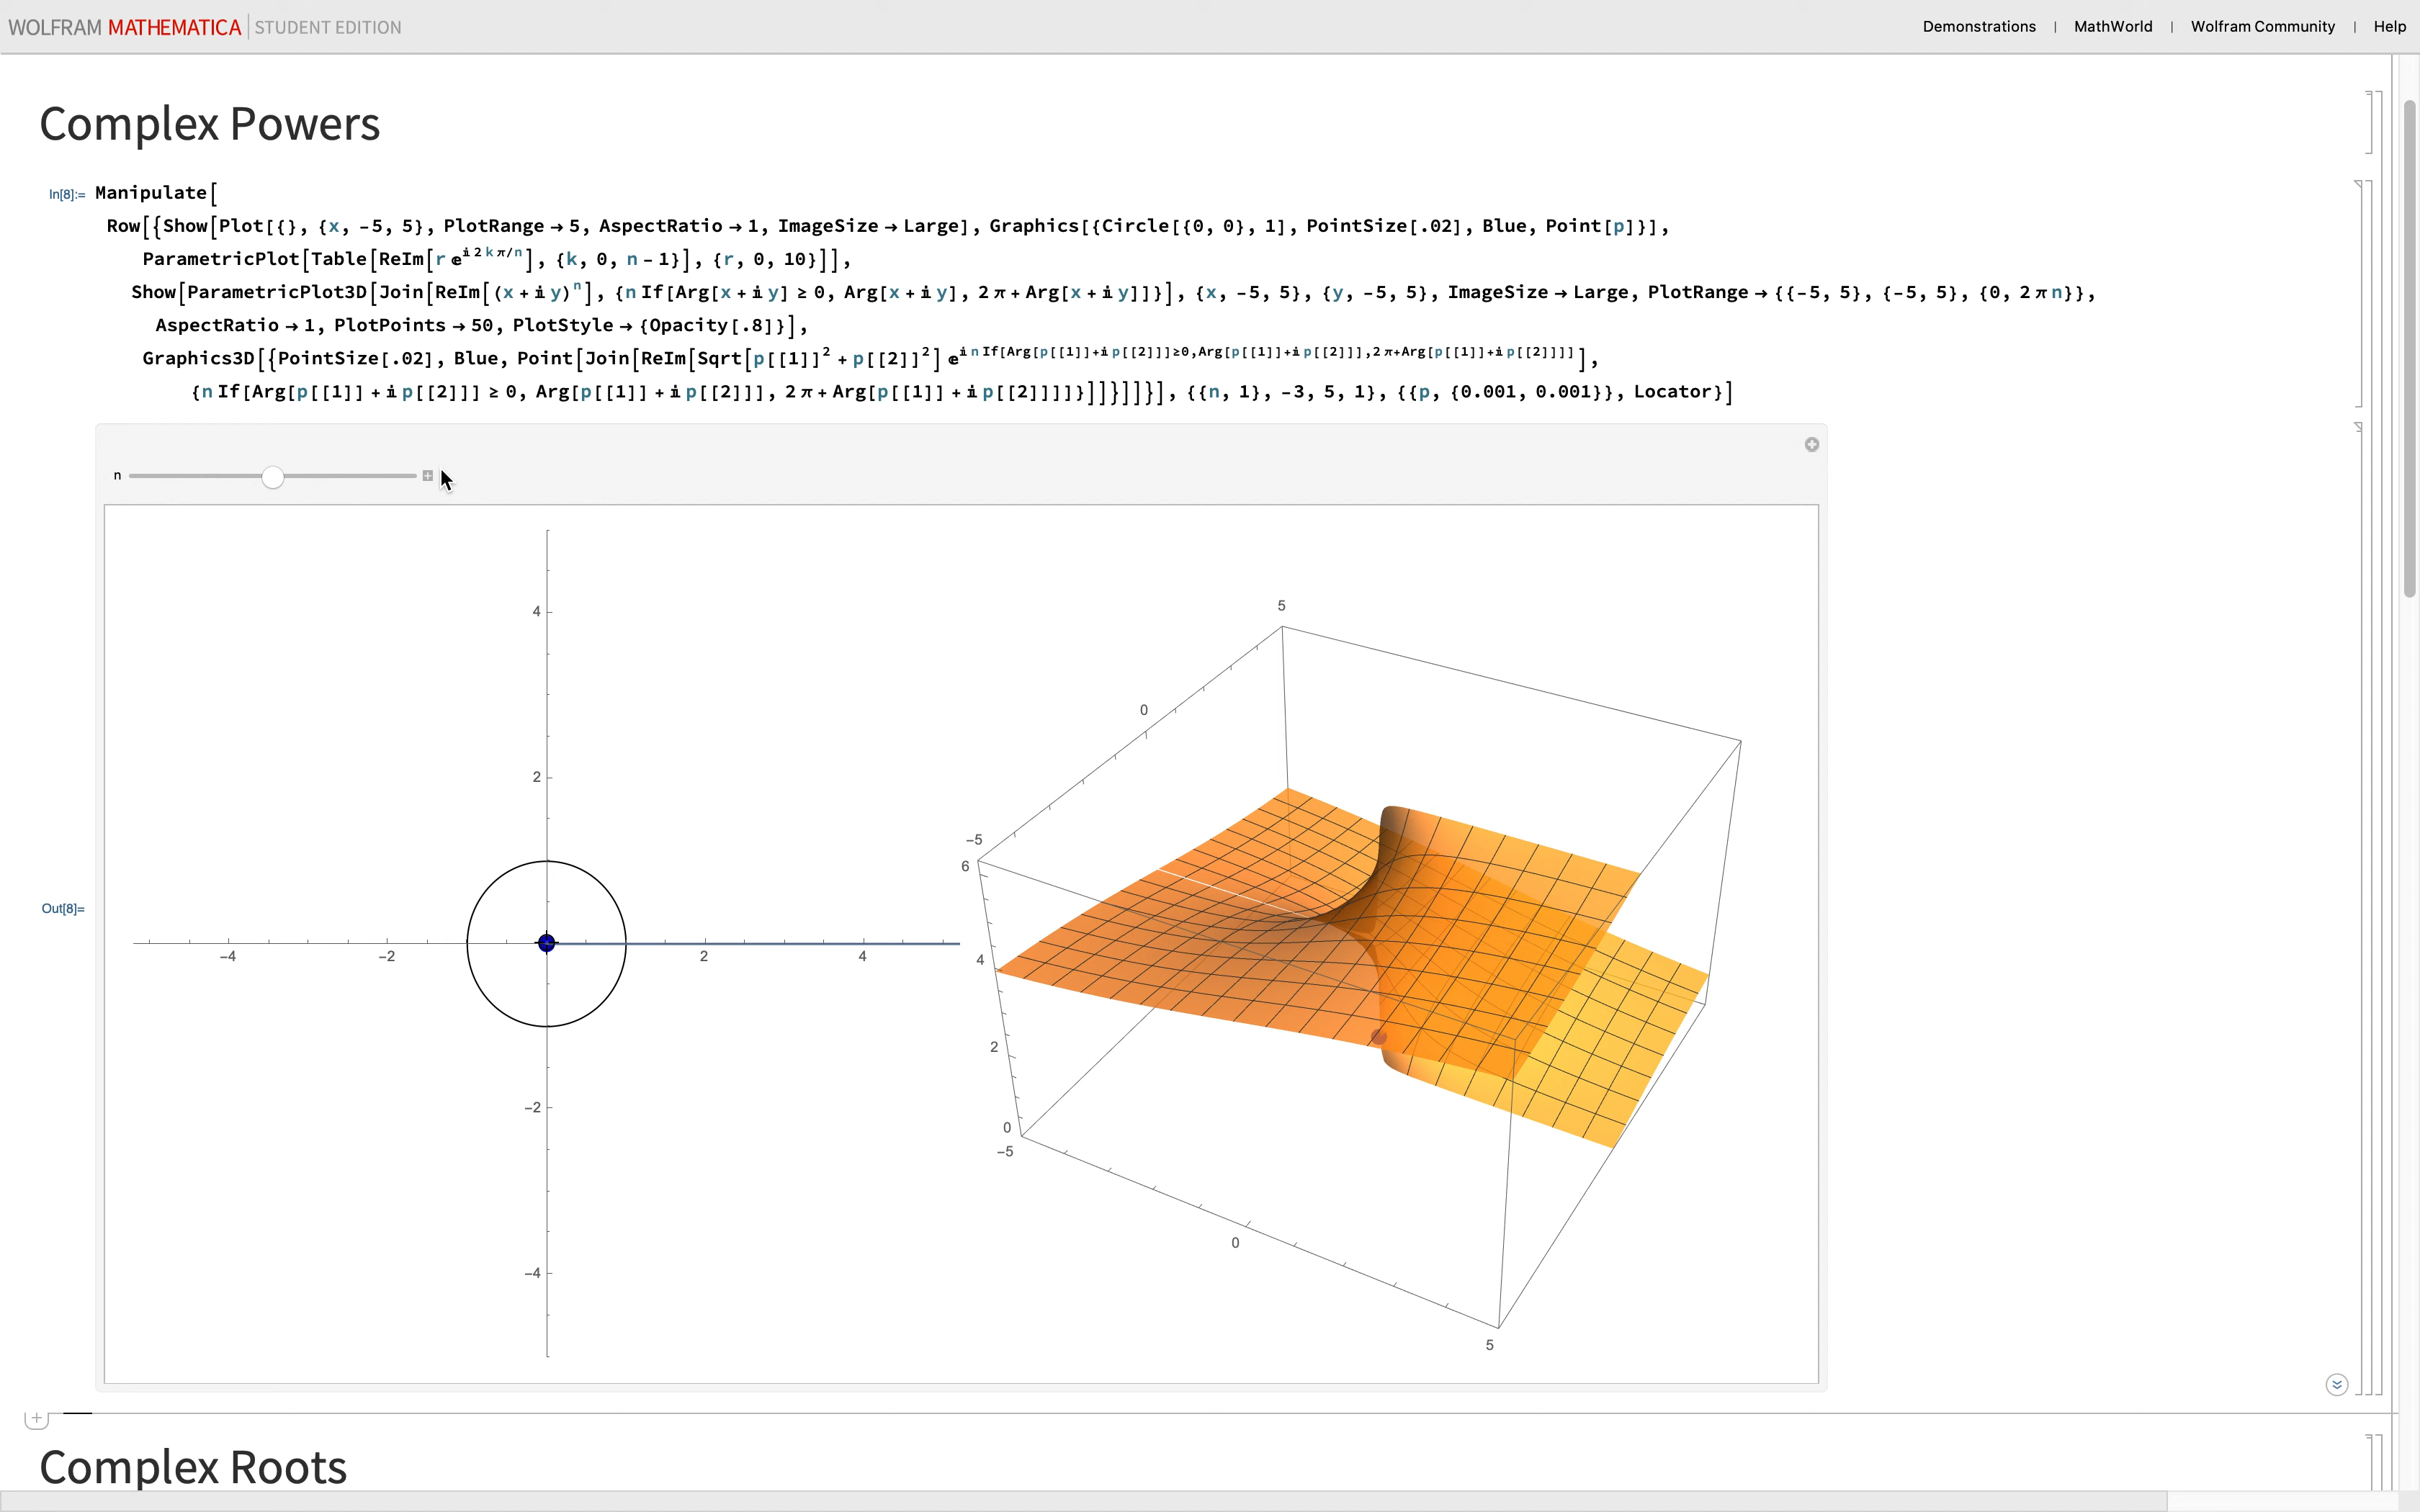 WOLFRAM MATHEMATICA | STUDENT EDITION
Demonstrations | MathWorld | Wolfram Community | Help
Complex Powers
In[8]:= Manipulate[
Row[{Show[Plot[{}, {x, -5, 5}, PlotRange → 5, AspectRatio → 1, ImageSize → Large], Graphics[{Circle[{0, 0}, 1], PointSize[.02], Blue, Point[p]}],
ParametricPlot[Table[ReIm[r ⅇ^(ⅈ 2 k π/n)], {k, 0, n - 1}], {r, 0, 10}]],
Show[ParametricPlot3D[Join[ReIm[(x + ⅈ y)^n], {n If[Arg[x + ⅈ y] ≥ 0, Arg[x + ⅈ y], 2 π + Arg[x + ⅈ y]]}], {x, -5, 5}, {y, -5, 5}, ImageSize → Large, PlotRange → {{-5, 5}, {-5, 5}, {0, 2 π n}},
AspectRatio → 1, PlotPoints → 50, PlotStyle → {Opacity[.8]}],
Graphics3D[{PointSize[.02], Blue, Point[Join[ReIm[Sqrt[p[[1]]² + p[[2]]²] ⅇ^(ⅈ n If[Arg[p[[1]]+ⅈ p[[2]]]≥0,Arg[p[[1]]+ⅈ p[[2]]],2 π+Arg[p[[1]]+ⅈ p[[2]]]])],
{n If[Arg[p[[1]] + ⅈ p[[2]]] ≥ 0, Arg[p[[1]] + ⅈ p[[2]]], 2 π + Arg[p[[1]] + ⅈ p[[2]]]]}]]}]]}], {{n, 1}, -3, 5, 1}, {{p, {0.001, 0.001}}, Locator}]
n
Out[8]=
4
2
-4 -2 2 4
-2
-4
5
0
-5
6
4
2
0
-5
0
5
Complex Roots